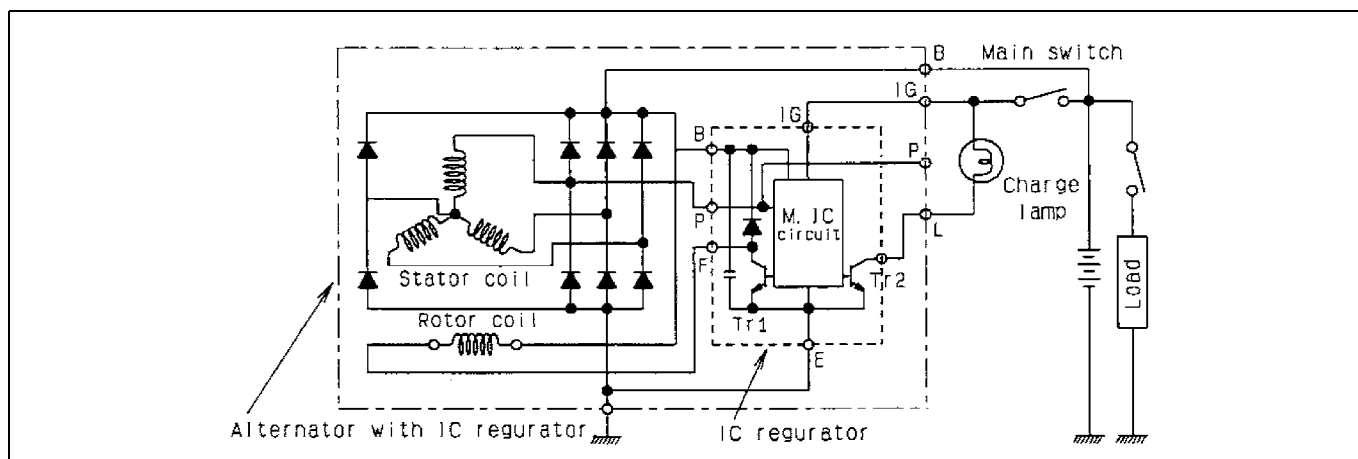 B
Main switch
IG
IG
B
P
Charge
lamp
P
M. IC
circuit
L
F
Stator coil
Tr2
Load
Rotor coil
Tr1
E
Alternator with IC regurator
IC regurator